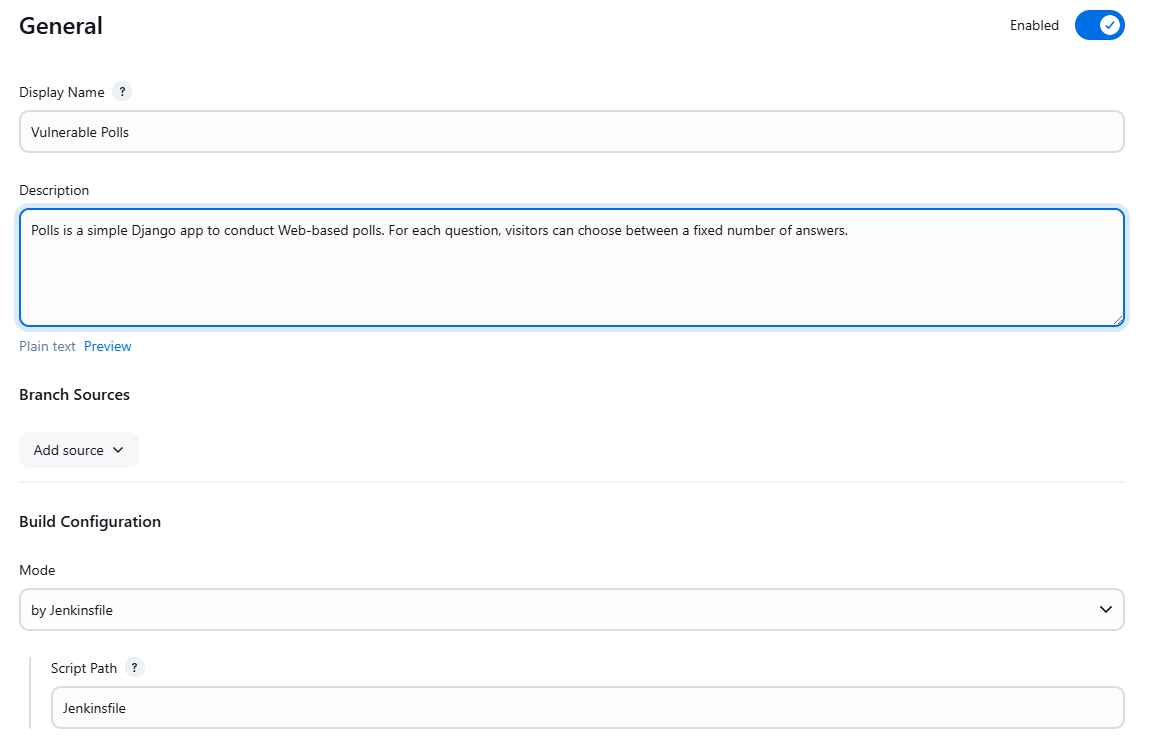 General
Enabled
Display Name ?
Vulnerable Polls
Description
Polls is a simple Django app to conduct Web-based polls. For each question, visitors can choose between a fixed number of answers.
Plain text Preview
Branch Sources
Add source
Build Configuration
Mode
by Jenkinsfile
Script Path ?
Jenkinsfile